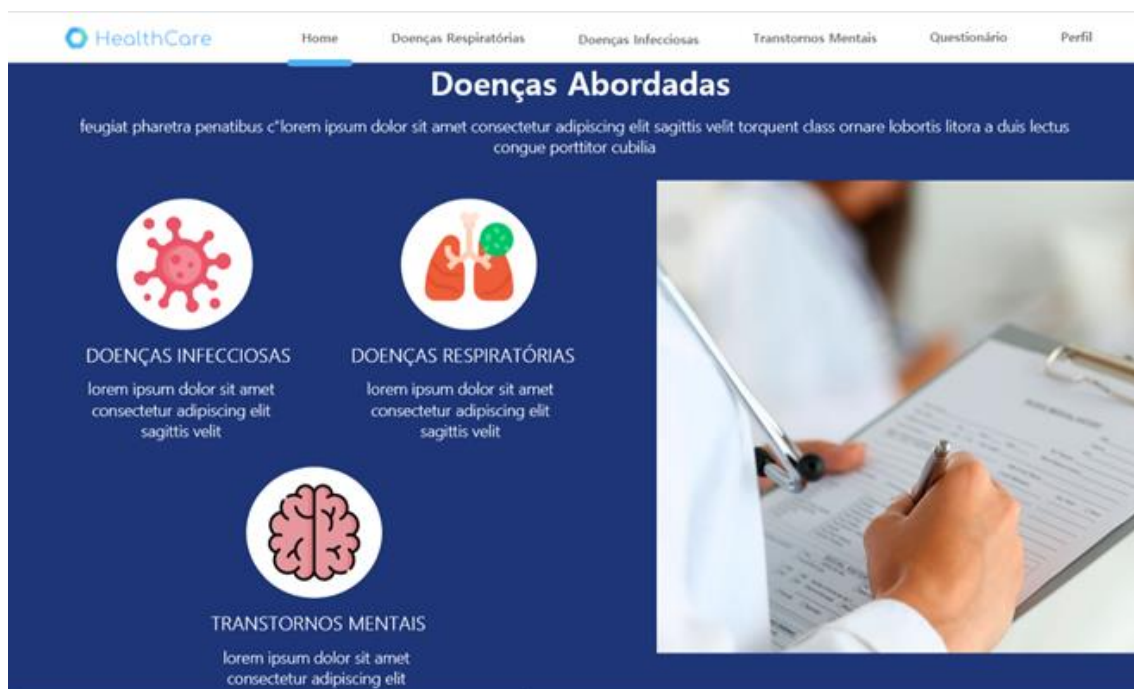 HealthCare
Home
Doenças Respiratórias
Doenças Infecciosas
Transtornos Mentais
Questionário
Perfil
Doenças Abordadas
feugiat pharetra penatibus c"lorem ipsum dolor sit amet consectetur adipiscing elit sagittis velit torquent class ornare lobortis litora a duis lectus
congue porttitor cubilia
DOENÇAS INFECCIOSAS
lorem ipsum dolor sit amet
consectetur adipiscing elit
sagittis velit
DOENÇAS RESPIRATÓRIAS
lorem ipsum dolor sit amet
consectetur adipiscing elit
sagittis velit
TRANSTORNOS MENTAIS
lorem ipsum dolor sit amet
consectetur adipiscing elit